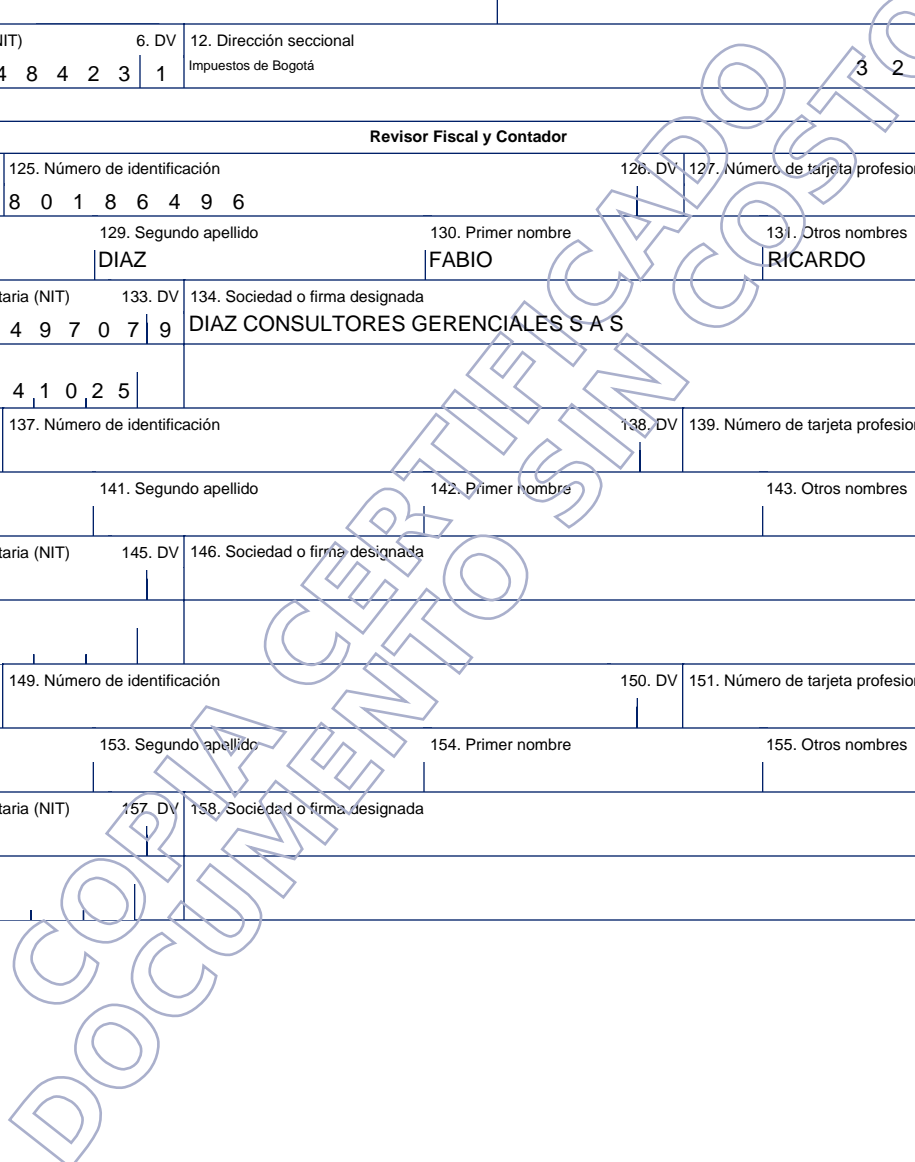 NIT) 6. DV 12. Dirección seccional
4 8 4 2 3 1 Impuestos de Bogotá 3 2
Revisor Fiscal y Contador
125. Número de identificación 126. DV 127. Número de tarjeta profesion
8 0 1 8 6 4 9 6
129. Segundo apellido 130. Primer nombre 131. Otros nombres
DIAZ FABIO RICARDO
taria (NIT) 133. DV 134. Sociedad o firma designada
4 9 7 0 7 9 DIAZ CONSULTORES GERENCIALES S A S
4 1 0 2 5
137. Número de identificación 138. DV 139. Número de tarjeta profesion
141. Segundo apellido 142. Primer nombre 143. Otros nombres
taria (NIT) 145. DV 146. Sociedad o firma designada
149. Número de identificación 150. DV 151. Número de tarjeta profesion
153. Segundo apellido 154. Primer nombre 155. Otros nombres
taria (NIT) 157. DV 158. Sociedad o firma designada
COPIA CERTIFICADO
DOCUMENTO SIN COSTO